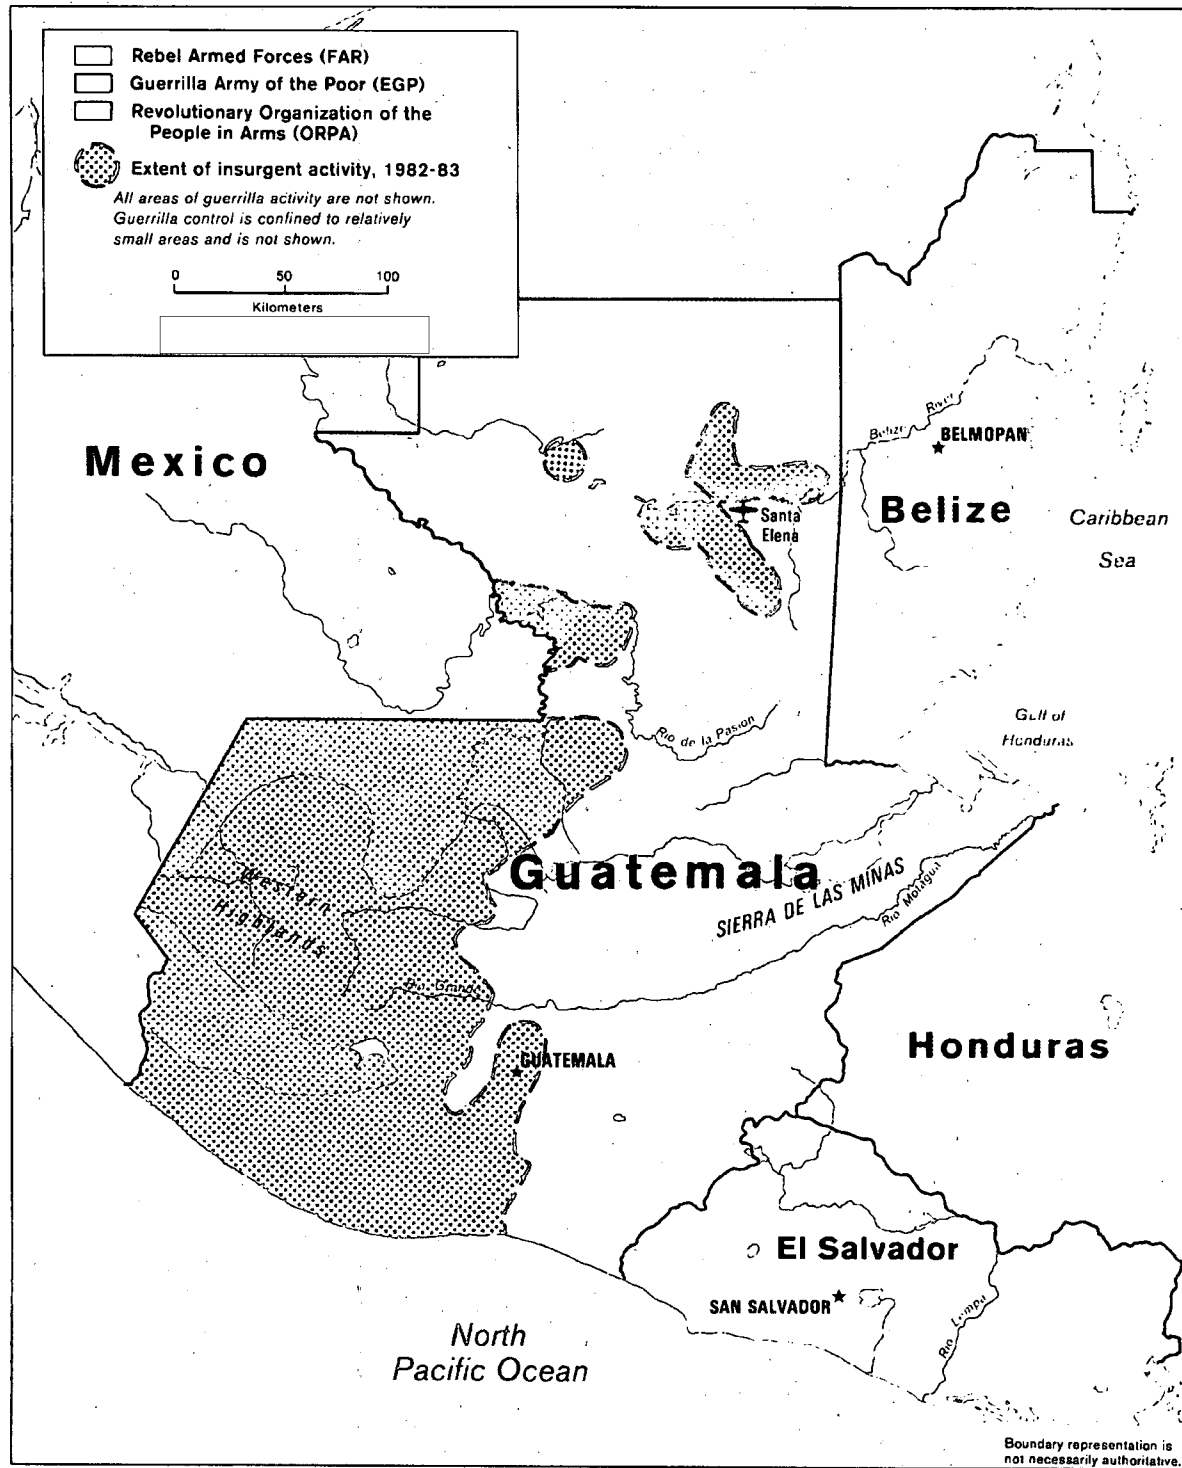 Rebel Armed Forces (FAR)
Guerrilla Army of the Poor (EGP)
Revolutionary Organization of the
People in Arms (ORPA)
Extent of insurgent activity, 1982-83
All areas of guerrilla activity are not shown.
Guerrilla control is confined to relatively
small areas and is not shown.
0 50 100
Kilometers
Mexico
Belize River
BELMOPAN
Belize
Santa
Elena
Caribbean
Sea
Gulf of
Honduras
Rio de la Pasion
Guatemala
SIERRA DE LAS MINAS
Rio Motagua
Western
Highlands
Rio Grande
GUATEMALA
Honduras
El Salvador
SAN SALVADOR
Rio Lempa
North
Pacific Ocean
Boundary representation is
not necessarily authoritative.